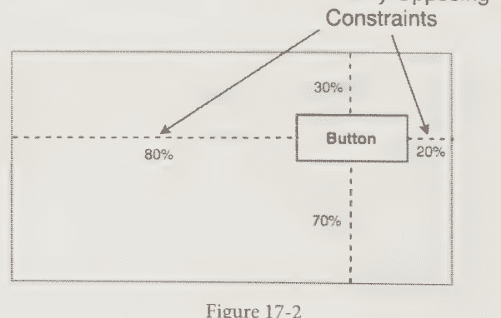 y Opposing
Constraints
30%
Button
80%
20%
70%
Figure 17-2